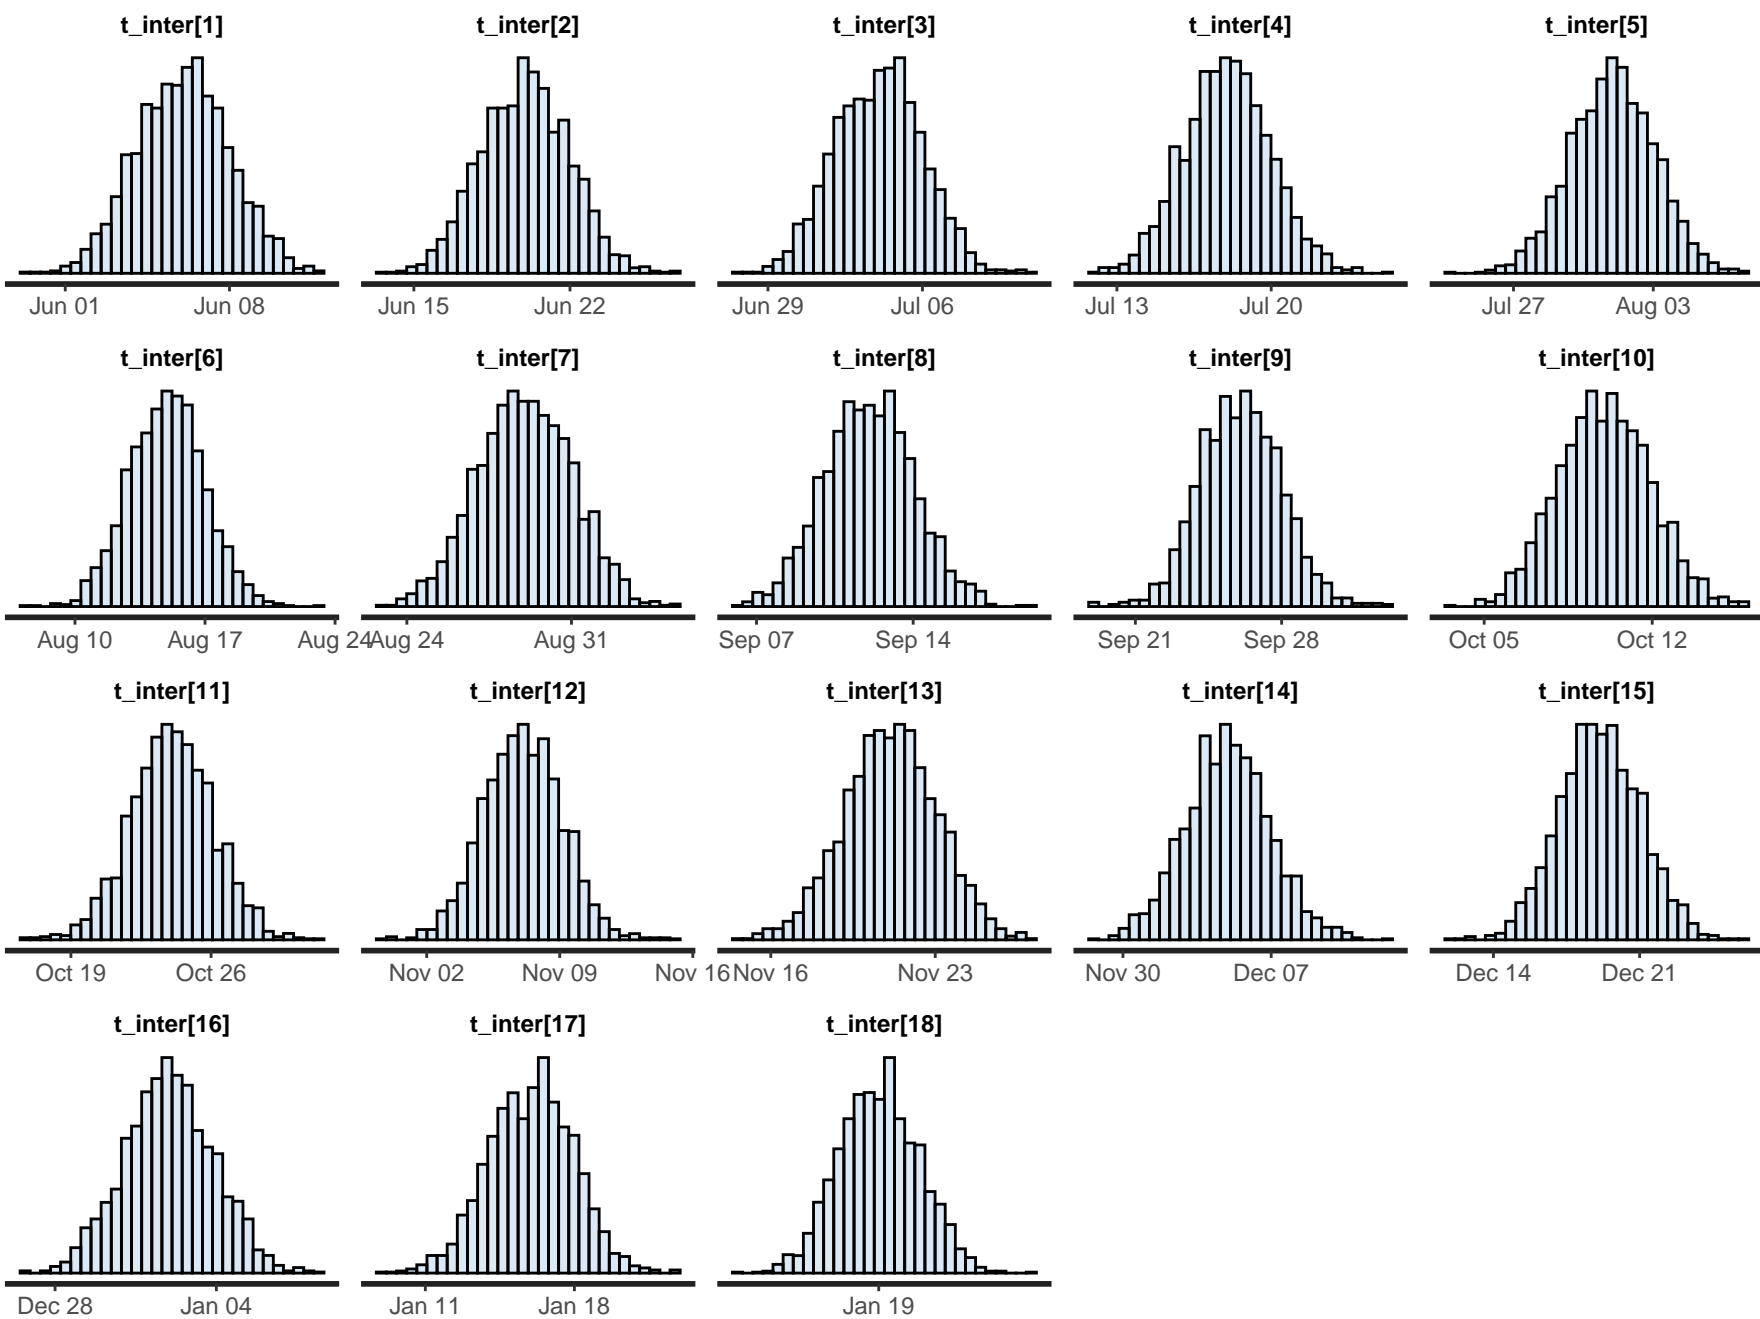 t_inter[1] t_inter[2] t_inter[3] t_inter[4] t_inter[5]
Jun 01 Jun 08 Jun 15 Jun 22 Jun 29 Jul 06 Jul 13 Jul 20 Jul 27 Aug 03
t_inter[6] t_inter[7] t_inter[8] t_inter[9] t_inter[10]
Aug 10 Aug 17 Aug 24 Aug 24 Aug 31 Sep 07 Sep 14 Sep 21 Sep 28 Oct 05 Oct 12
t_inter[11] t_inter[12] t_inter[13] t_inter[14] t_inter[15]
Oct 19 Oct 26 Nov 02 Nov 09 Nov 16 Nov 16 Nov 23 Nov 30 Dec 07 Dec 14 Dec 21
t_inter[16] t_inter[17] t_inter[18]
Dec 28 Jan 04 Jan 11 Jan 18 Jan 19